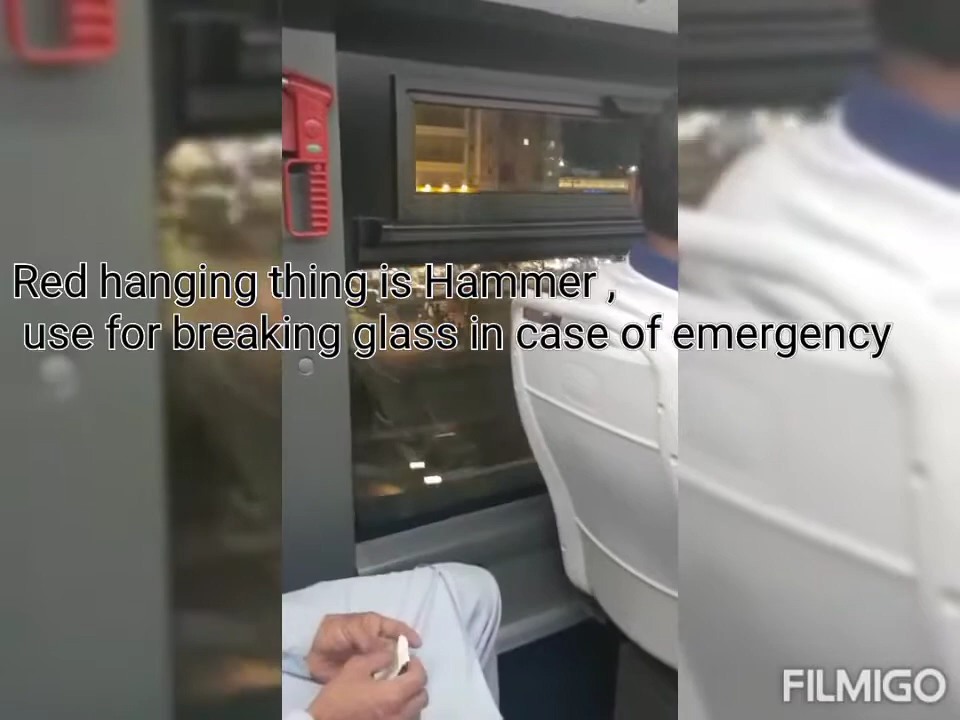 Red hanging thing is Hammer ,
use for breaking glass in case of emergency
FILMIGO